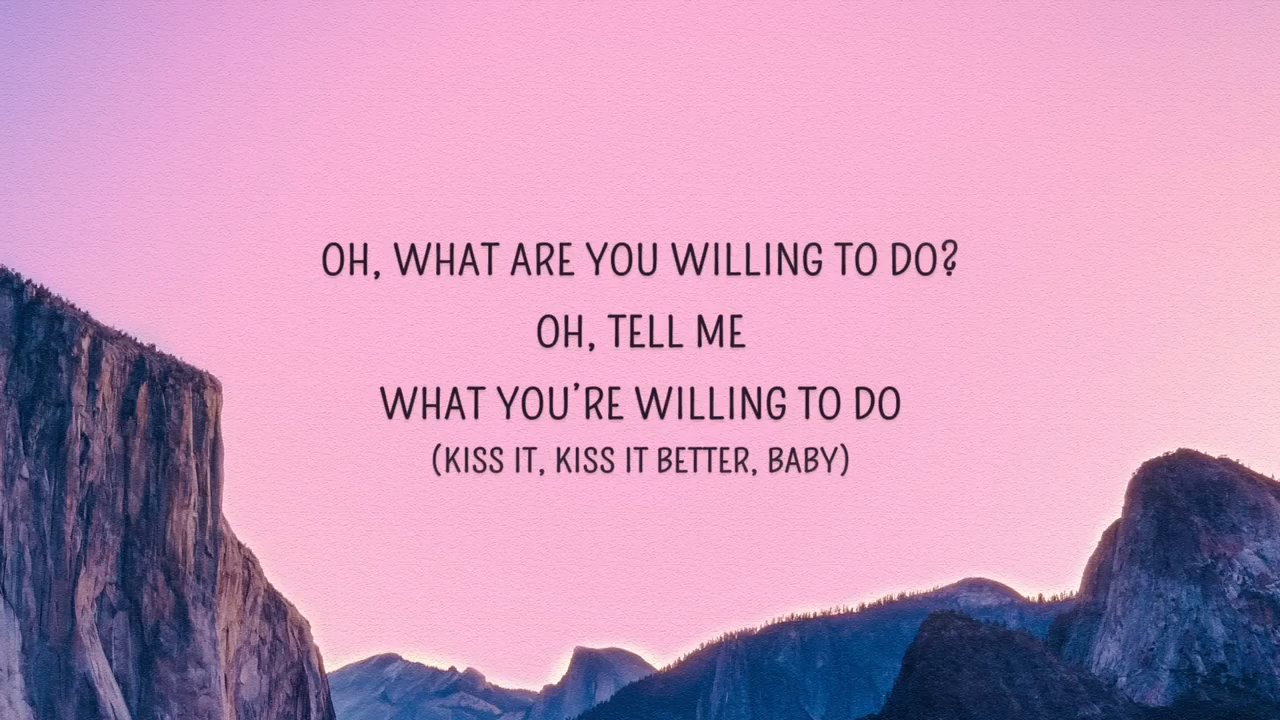 OH, WHAT ARE YOU WILLING TO DO?
OH, TELL ME
WHAT YOU’RE WILLING TO DO
(KISS IT, KISS IT BETTER, BABY)